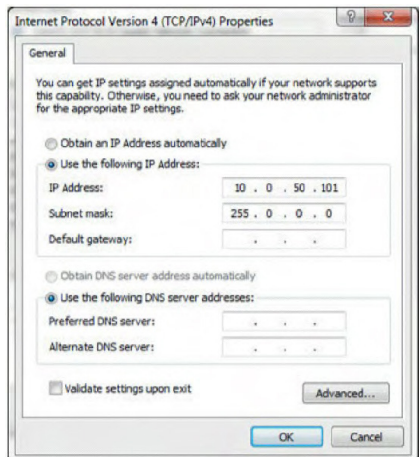 Internet Protocol Version 4 (TCP/IPv4) Properties
?
General
You can get IP settings assigned automatically if your network supports
this capability. Otherwise, you need to ask your network administrator
for the appropriate IP settings.
Obtain an IP Address automatically
Use the following IP Address:
IP Address: 10 . 0 . 50 . 101
Subnet mask: 255 . 0 . 0 . 0
Default gateway: . . .
Obtain DNS server address automatically
Use the following DNS server addresses:
Preferred DNS server: . . .
Alternate DNS server: . . .
Validate settings upon exit
Advanced...
OK Cancel